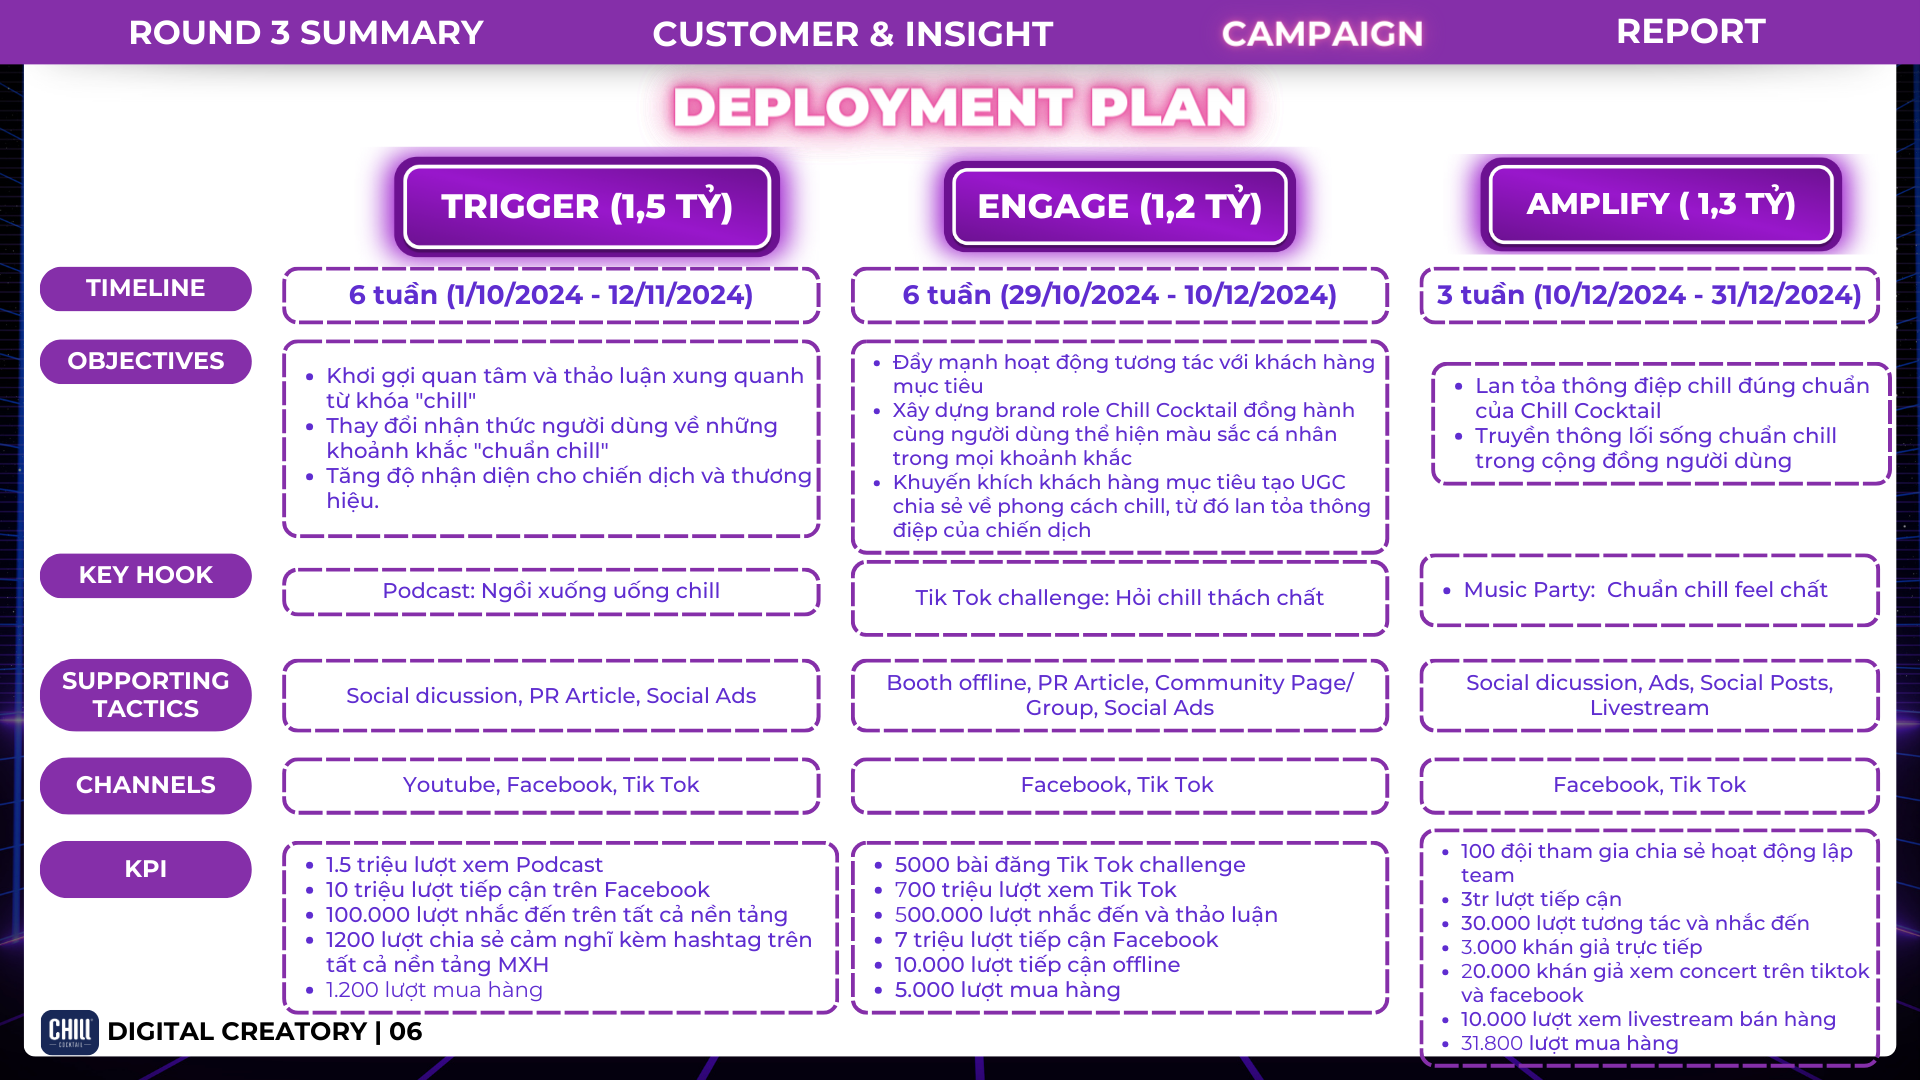 ROUND 3 SUMMARY
CUSTOMER & INSIGHT
CAMPAIGN
REPORT
DEPLOYMENT PLAN
TRIGGER (1,5 TỶ)
ENGAGE (1,2 TỶ)
AMPLIFY ( 1,3 TỶ)
TIMELINE
6 tuần (1/10/2024 - 12/11/2024)
6 tuần (29/10/2024 - 10/12/2024)
3 tuần (10/12/2024 - 31/12/2024)
OBJECTIVES
• Khơi gợi quan tâm và thảo luận xung quanh
từ khóa "chill"
• Thay đổi nhận thức người dùng về những
khoảnh khắc "chuẩn chill"
• Tăng độ nhận diện cho chiến dịch và thương
hiệu.
• Đẩy mạnh hoạt động tương tác với khách hàng
mục tiêu
• Xây dựng brand role Chill Cocktail đồng hành
cùng người dùng thể hiện màu sắc cá nhân
trong mọi khoảnh khắc
• Khuyến khích khách hàng mục tiêu tạo UGC
chia sẻ về phong cách chill, từ đó lan tỏa thông
điệp của chiến dịch
• Lan tỏa thông điệp chill đúng chuẩn
của Chill Cocktail
• Truyền thông lối sống chuẩn chill
trong cộng đồng người dùng
KEY HOOK
Podcast: Ngồi xuống uống chill
Tik Tok challenge: Hỏi chill thách chất
• Music Party: Chuẩn chill feel chất
SUPPORTING
TACTICS
Social dicussion, PR Article, Social Ads
Booth offline, PR Article, Community Page/
Group, Social Ads
Social dicussion, Ads, Social Posts,
Livestream
CHANNELS
Youtube, Facebook, Tik Tok
Facebook, Tik Tok
Facebook, Tik Tok
KPI
• 1.5 triệu lượt xem Podcast
• 10 triệu lượt tiếp cận trên Facebook
• 100.000 lượt nhắc đến trên tất cả nền tảng
• 1200 lượt chia sẻ cảm nghĩ kèm hashtag trên
tất cả nền tảng MXH
• 1.200 lượt mua hàng
• 5000 bài đăng Tik Tok challenge
• 700 triệu lượt xem Tik Tok
• 500.000 lượt nhắc đến và thảo luận
• 7 triệu lượt tiếp cận Facebook
• 10.000 lượt tiếp cận offline
• 5.000 lượt mua hàng
• 100 đội tham gia chia sẻ hoạt động lập
team
• 3tr lượt tiếp cận
• 30.000 lượt tương tác và nhắc đến
• 3.000 khán giả trực tiếp
• 20.000 khán giả xem concert trên tiktok
và facebook
• 10.000 lượt xem livestream bán hàng
• 31.800 lượt mua hàng
CHILL
COCKTAIL
DIGITAL CREATORY | 06